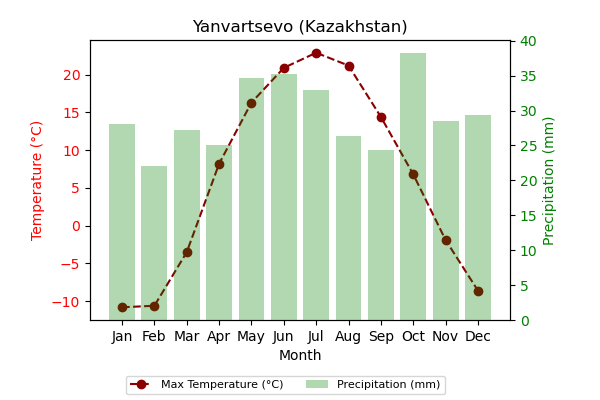 Yanvartsevo (Kazakhstan)
Temperature (°C)
20
15
10
5
0
−5
−10
40
35
30
25
20
15
10
5
0
Precipitation (mm)
Jan Feb Mar Apr May Jun Jul Aug Sep Oct Nov Dec
Month
Max Temperature (°C) Precipitation (mm)